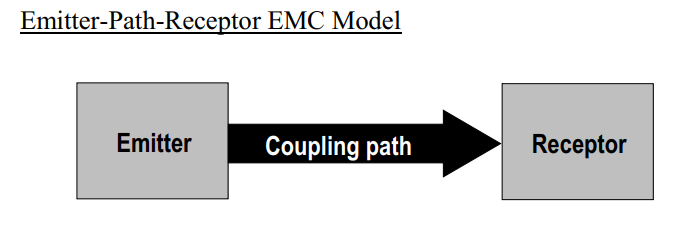 Emitter-Path-Receptor EMC Model
Emitter
Coupling path
Receptor